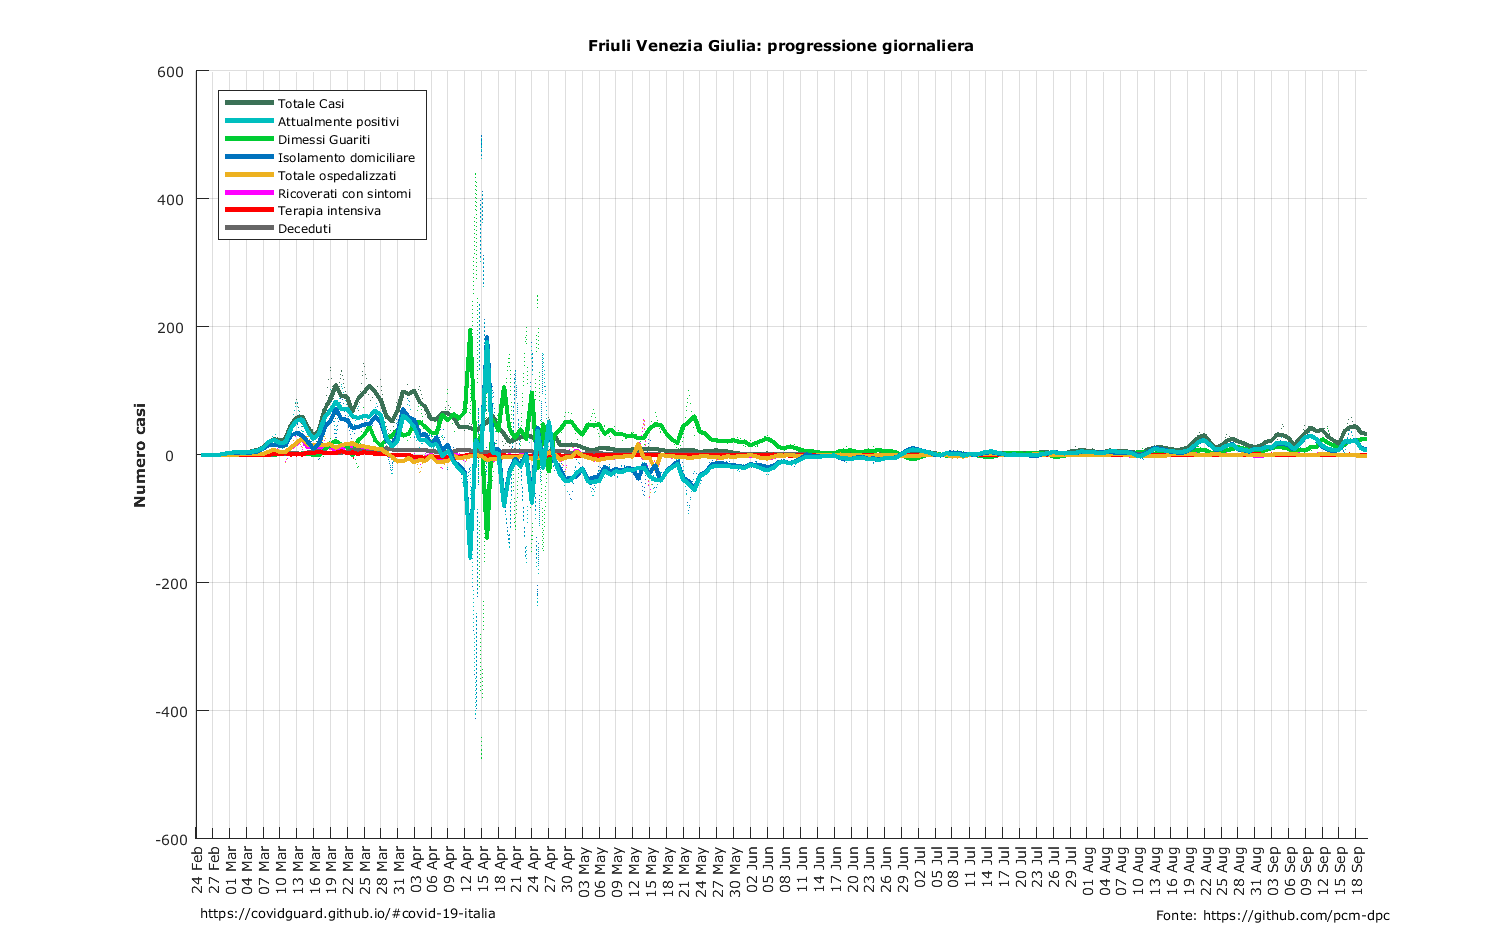 Friuli Venezia Giulia: progressione giornaliera
600
400
200
0
-200
-400
-600
Numero casi
Totale Casi
Attualmente positivi
Dimessi Guariti
Isolamento domiciliare
Totale ospedalizzati
Ricoverati con sintomi
Terapia intensiva
Deceduti
24 Feb
27 Feb
01 Mar
04 Mar
07 Mar
10 Mar
13 Mar
16 Mar
19 Mar
22 Mar
25 Mar
28 Mar
31 Mar
03 Apr
06 Apr
09 Apr
12 Apr
15 Apr
18 Apr
21 Apr
24 Apr
27 Apr
30 Apr
03 May
06 May
09 May
12 May
15 May
18 May
21 May
24 May
27 May
30 May
02 Jun
05 Jun
08 Jun
11 Jun
14 Jun
17 Jun
20 Jun
23 Jun
26 Jun
29 Jun
02 Jul
05 Jul
08 Jul
11 Jul
14 Jul
17 Jul
20 Jul
23 Jul
26 Jul
29 Jul
01 Aug
04 Aug
07 Aug
10 Aug
13 Aug
16 Aug
19 Aug
22 Aug
25 Aug
28 Aug
31 Aug
03 Sep
06 Sep
09 Sep
12 Sep
15 Sep
18 Sep
https://covidguard.github.io/#covid-19-italia
Fonte: https://github.com/pcm-dpc